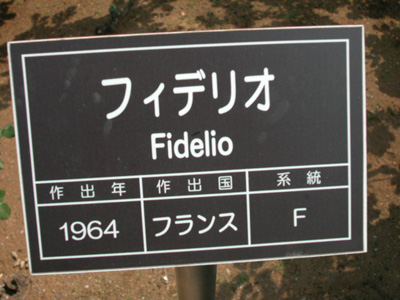 フィデリオ
Fidelio
作出年 作出国 系統
1964 フランス F